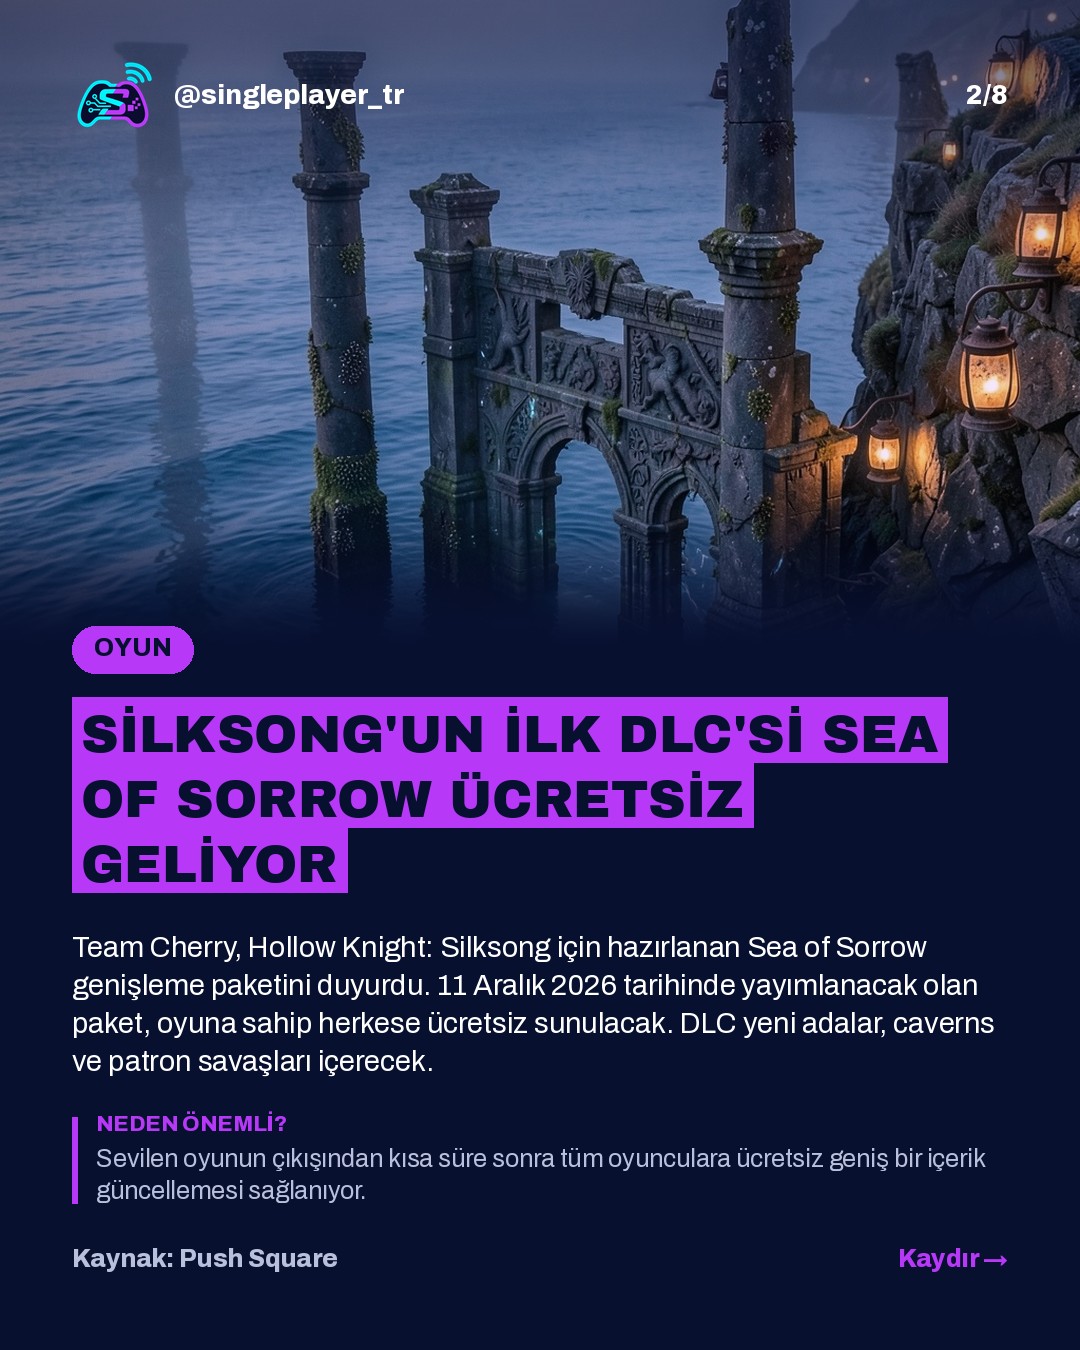 @singleplayer_tr
2/8
OYUN
SİLKSONG'UN İLK DLC'Sİ SEA
OF SORROW ÜCRETSİZ
GELİYOR
Team Cherry, Hollow Knight: Silksong için hazırlanan Sea of Sorrow
genişleme paketini duyurdu. 11 Aralık 2026 tarihinde yayımlanacak olan
paket, oyuna sahip herkese ücretsiz sunulacak. DLC yeni adalar, caverns
ve patron savaşları içerecek.
NEDEN ÖNEMLİ?
Sevilen oyunun çıkışından kısa süre sonra tüm oyunculara ücretsiz geniş bir içerik
güncellemesi sağlanıyor.
Kaynak: Push Square
Kaydır →